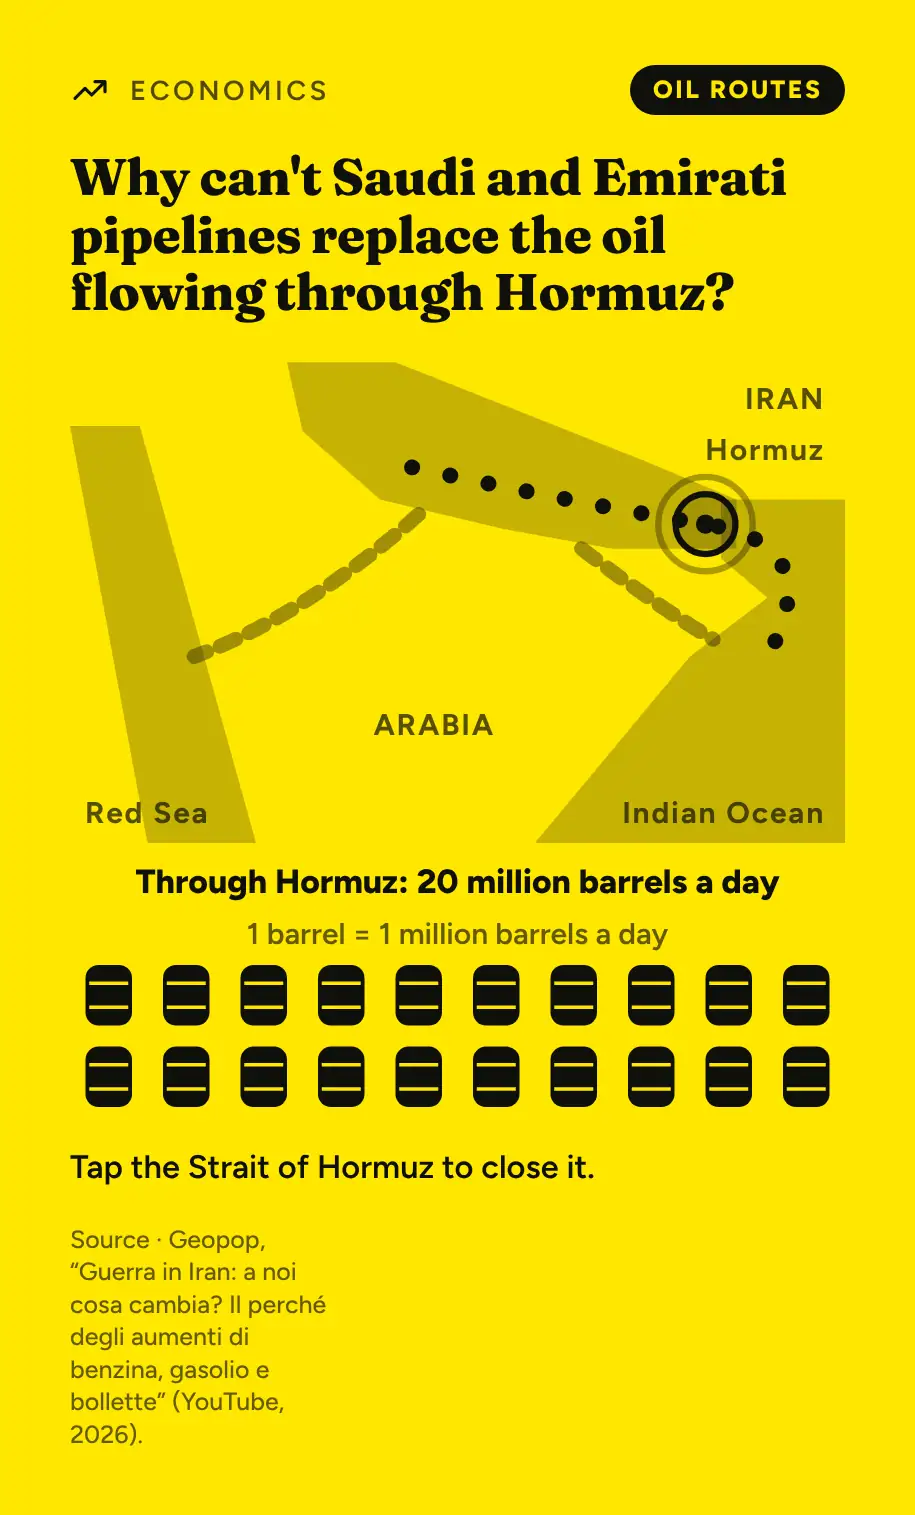 ECONOMICS
OIL ROUTES
Why can't Saudi and Emirati
pipelines replace the oil
flowing through Hormuz?
IRAN
Hormuz
ARABIA
Red Sea
Indian Ocean
Through Hormuz: 20 million barrels a day
1 barrel = 1 million barrels a day
Tap the Strait of Hormuz to close it.
Source · Geopop,
“Guerra in Iran: a noi
cosa cambia? Il perché
degli aumenti di
benzina, gasolio e
bollette” (YouTube,
2026).